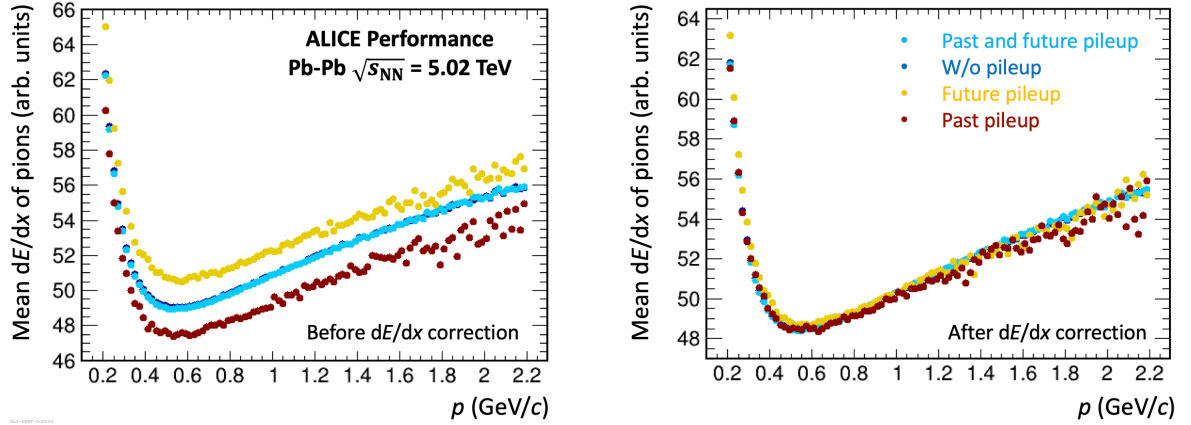 Mean dE/dx of pions (arb. units)
66
64
62
60
58
56
54
52
50
48
46
ALICE Performance
Pb-Pb √sNN = 5.02 TeV
Before dE/dx correction
0.2 0.4 0.6 0.8 1 1.2 1.4 1.6 1.8 2 2.2
p (GeV/c)
Mean dE/dx of pions (arb. units)
64
62
60
58
56
54
52
50
48
Past and future pileup
W/o pileup
Future pileup
Past pileup
After dE/dx correction
0.2 0.4 0.6 0.8 1 1.2 1.4 1.6 1.8 2 2.2
p (GeV/c)